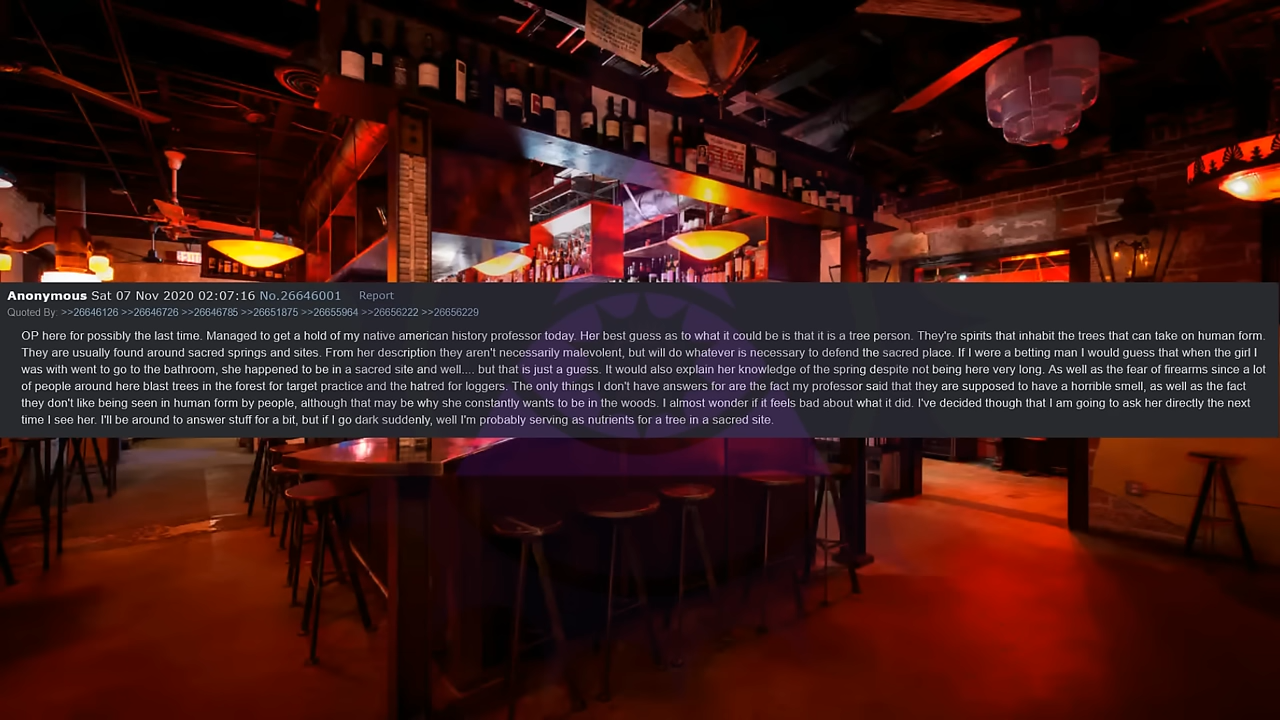 Anonymous Sat 07 Nov 2020 02:07:16 No.26646001 Report
Quoted By: >>26646126 >>26646726 >>26646785 >>26651875 >>26655964 >>26656222 >>26656229
OP here for possibly the last time. Managed to get a hold of my native american history professor today. Her best guess as to what it could be is that it is a tree person. They're spirits that inhabit the trees that can take on human form.
They are usually found around sacred springs and sites. From her description they aren't necessarily malevolent, but will do whatever is necessary to defend the sacred place. If I were a betting man I would guess that when the girl I
was with went to go to the bathroom, she happened to be in a sacred site and well.... but that is just a guess. It would also explain her knowledge of the spring despite not being here very long. As well as the fear of firearms since a lot
of people around here blast trees in the forest for target practice and the hatred for loggers. The only things I don't have answers for are the fact my professor said that they are supposed to have a horrible smell, as well as the fact
they don't like being seen in human form by people, although that may be why she constantly wants to be in the woods. I almost wonder if it feels bad about what it did. I've decided though that I am going to ask her directly the next
time I see her. I'll be around to answer stuff for a bit, but if I go dark suddenly, well I'm probably serving as nutrients for a tree in a sacred site.